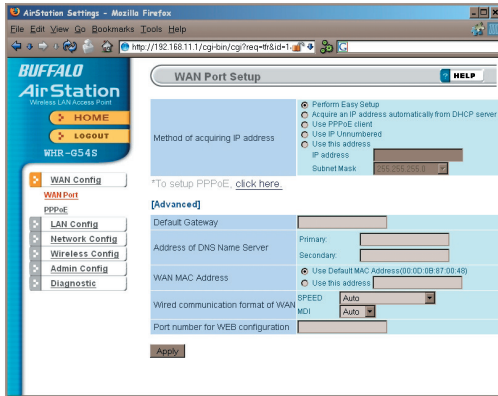 AirStation Settings - Mozilla Firefox
File Edit View Go Bookmarks Tools Help
http://192.168.11.1/cgi-bin/cgi?req=tfr&id=1
BUFFALO
AirStation
Wireless LAN Access Point
HOME
LOGOUT
WHR-G54S
WAN Config
WAN Port
PPPoE
LAN Config
Network Config
Wireless Config
Admin Config
Diagnostic
WAN Port Setup
? HELP
Method of acquiring IP address
Perform Easy Setup
Acquire an IP address automatically from DHCP server
Use PPPoE client
Use IP Unnumbered
Use this address
IP address
Subnet Mask 255.255.255.0
*To setup PPPoE, click here.
[Advanced]
Default Gateway
Address of DNS Name Server
Primary:
Secondary:
WAN MAC Address
Use Default MAC Address(00:0D:0B:87:00:48)
Use this address
Wired communication format of WAN
SPEED Auto
MDI Auto
Port number for WEB configuration
Apply